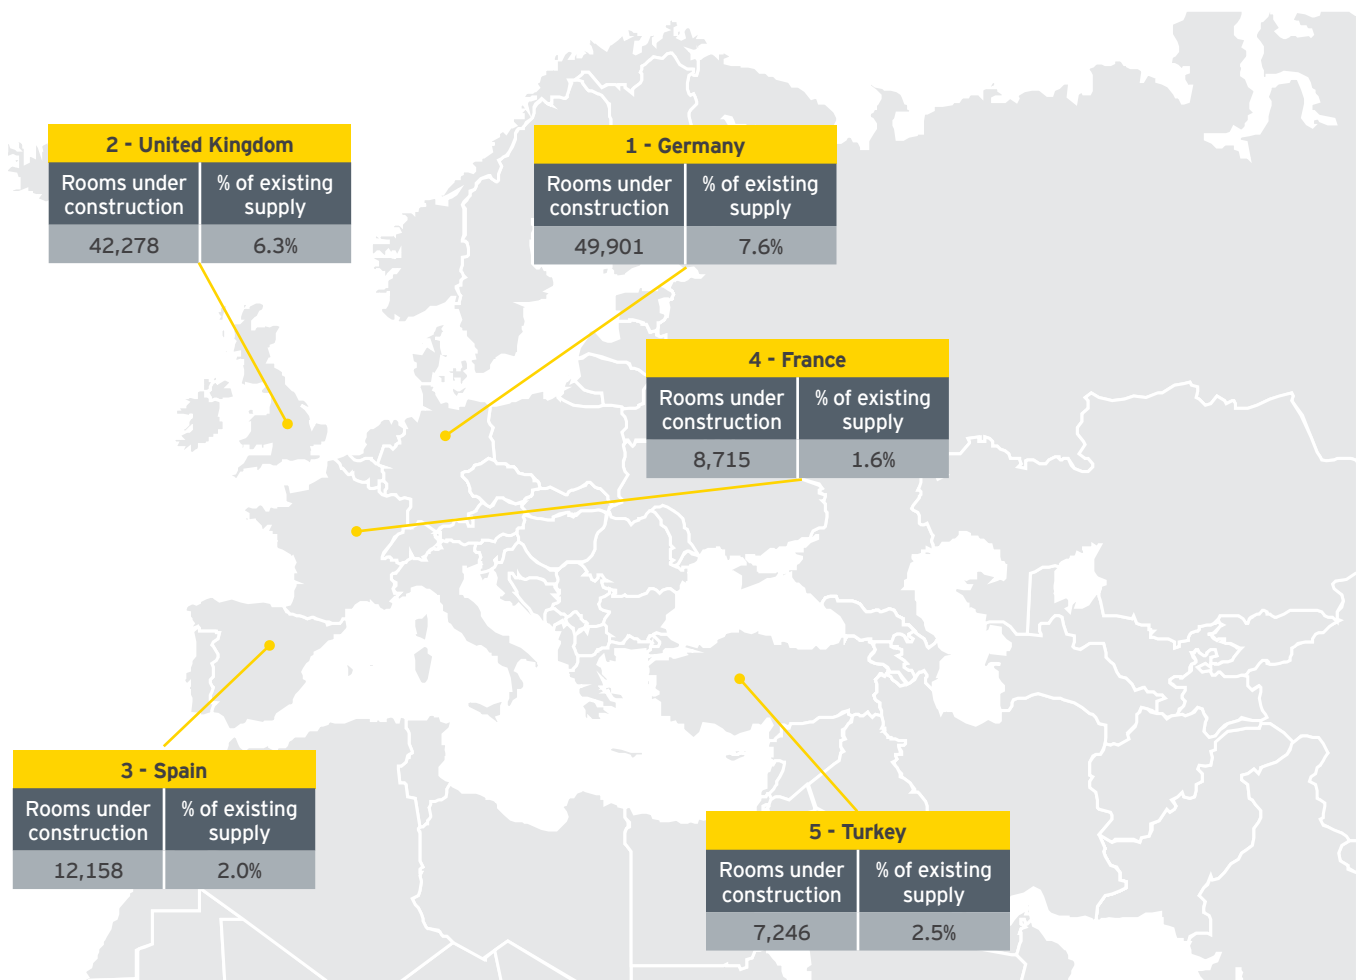 2 - United Kingdom
Rooms under
construction
% of existing
supply
42,278
6.3%
1 - Germany
Rooms under
construction
% of existing
supply
49,901
7.6%
4 - France
Rooms under
construction
% of existing
supply
8,715
1.6%
3 - Spain
Rooms under
construction
% of existing
supply
12,158
2.0%
5 - Turkey
Rooms under
construction
% of existing
supply
7,246
2.5%